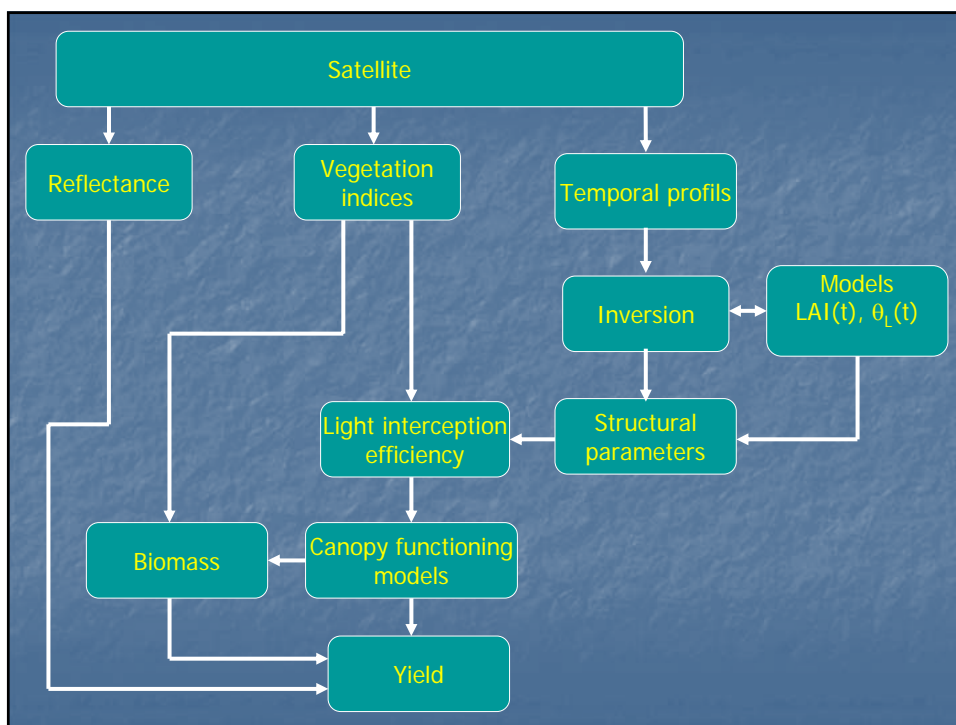 Satellite
Reflectance
Vegetation
indices
Temporal profils
Inversion
Models
LAI(t), θL(t)
Light interception
efficiency
Structural
parameters
Biomass
Canopy functioning
models
Yield